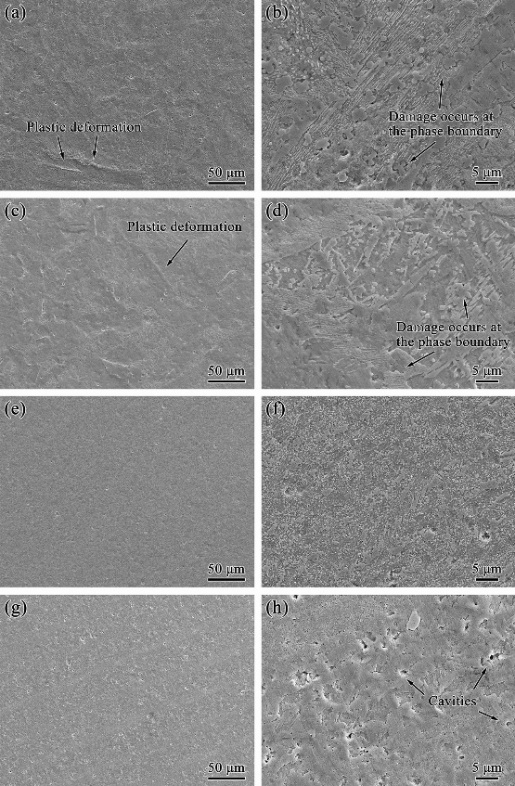 (a)
Plastic deformation
50 μm
(b)
Damage occurs at
the phase boundary
5 μm
(c)
Plastic deformation
50 μm
(d)
Damage occurs at
the phase boundary
5 μm
(e)
50 μm
(f)
5 μm
(g)
50 μm
(h)
Cavities
5 μm